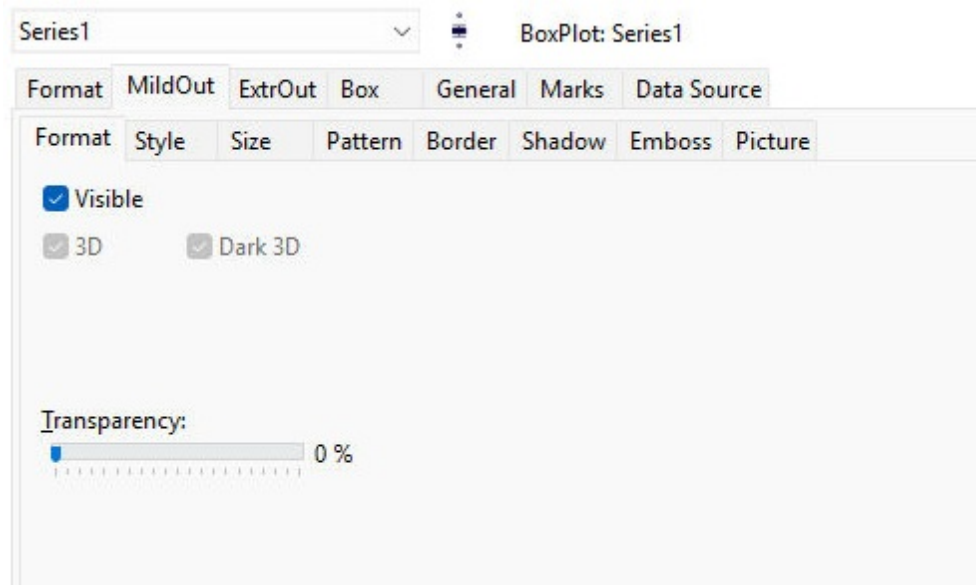 Series1 BoxPlot: Series1
Format MildOut ExtrOut Box General Marks Data Source
Format Style Size Pattern Border Shadow Emboss Picture
Visible
3D Dark 3D
Transparency:
0 %